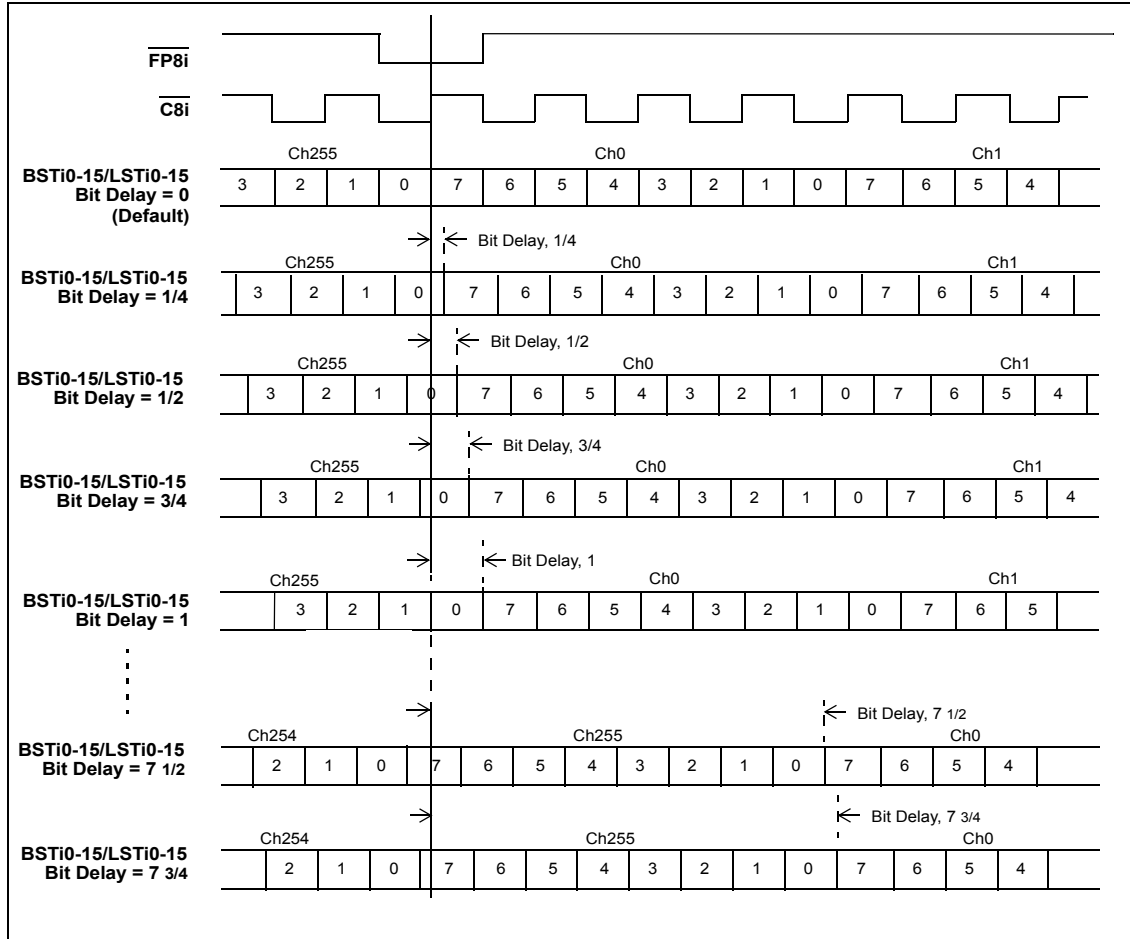 FP8i
C8i
Ch255 Ch0 Ch1
BSTi0-15/LSTi0-15
Bit Delay = 0
(Default)
3 2 1 0 7 6 5 4 3 2 1 0 7 6 5 4
Bit Delay, 1/4
Ch255 Ch0 Ch1
BSTi0-15/LSTi0-15
Bit Delay = 1/4
3 2 1 0 7 6 5 4 3 2 1 0 7 6 5 4
Bit Delay, 1/2
Ch255 Ch0 Ch1
BSTi0-15/LSTi0-15
Bit Delay = 1/2
3 2 1 0 7 6 5 4 3 2 1 0 7 6 5 4
Bit Delay, 3/4
Ch255 Ch0 Ch1
BSTi0-15/LSTi0-15
Bit Delay = 3/4
3 2 1 0 7 6 5 4 3 2 1 0 7 6 5 4
Bit Delay, 1
Ch255 Ch0 Ch1
BSTi0-15/LSTi0-15
Bit Delay = 1
3 2 1 0 7 6 5 4 3 2 1 0 7 6 5
Bit Delay, 7 1/2
Ch254 Ch255 Ch0
BSTi0-15/LSTi0-15
Bit Delay = 7 1/2
2 1 0 7 6 5 4 3 2 1 0 7 6 5 4
Bit Delay, 7 3/4
Ch254 Ch255 Ch0
BSTi0-15/LSTi0-15
Bit Delay = 7 3/4
2 1 0 7 6 5 4 3 2 1 0 7 6 5 4